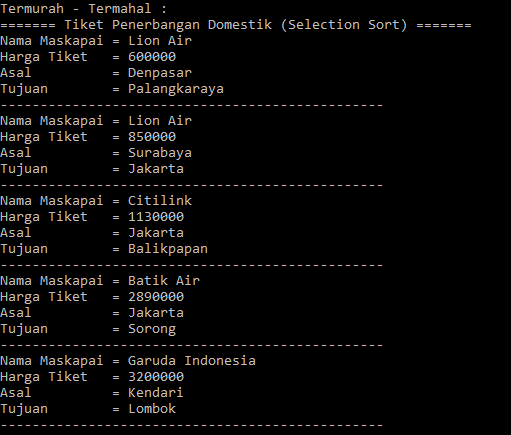 Termurah - Termahal :
======= Tiket Penerbangan Domestik (Selection Sort) =======
Nama Maskapai = Lion Air
Harga Tiket   = 600000
Asal          = Denpasar
Tujuan        = Palangkaraya
------------------------------------------------
Nama Maskapai = Lion Air
Harga Tiket   = 850000
Asal          = Surabaya
Tujuan        = Jakarta
------------------------------------------------
Nama Maskapai = Citilink
Harga Tiket   = 1130000
Asal          = Jakarta
Tujuan        = Balikpapan
------------------------------------------------
Nama Maskapai = Batik Air
Harga Tiket   = 2890000
Asal          = Jakarta
Tujuan        = Sorong
------------------------------------------------
Nama Maskapai = Garuda Indonesia
Harga Tiket   = 3200000
Asal          = Kendari
Tujuan        = Lombok
------------------------------------------------